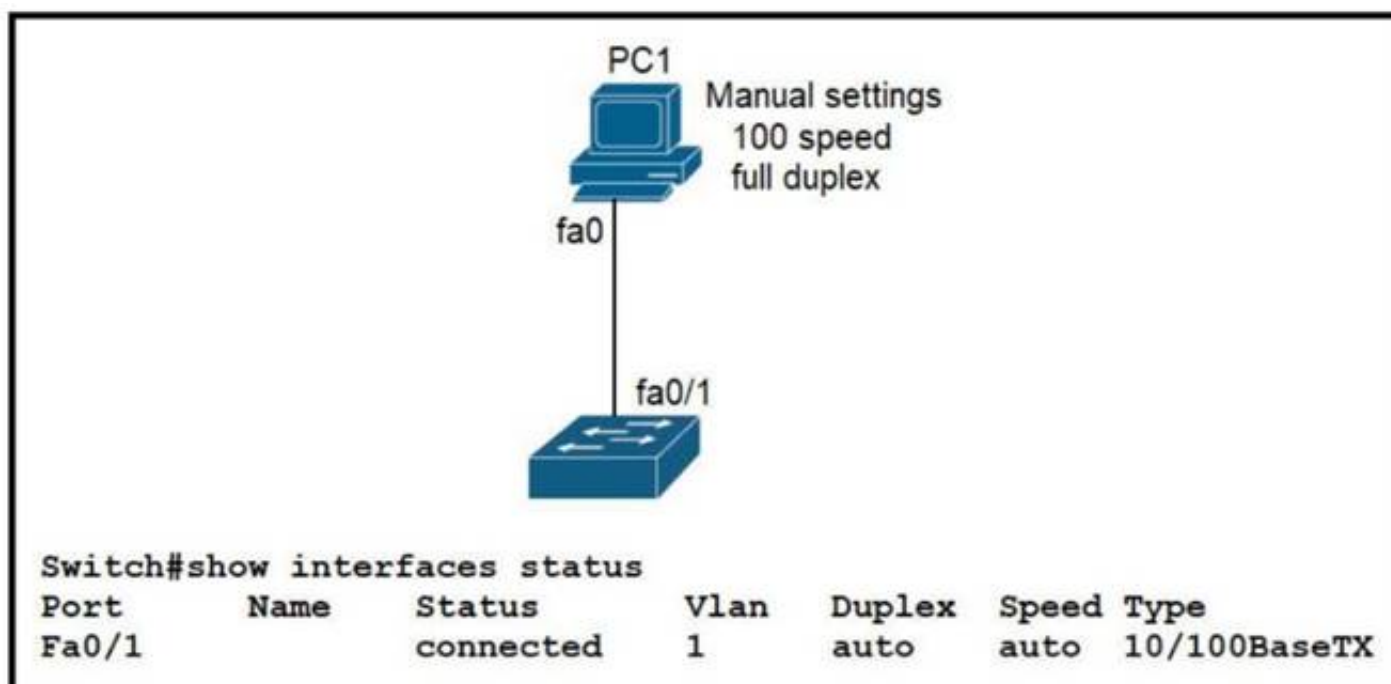 PC1
Manual settings
100 speed
full duplex
fa0
fa0/1
Switch#show interfaces status
Port Name Status Vlan Duplex Speed Type
Fa0/1 connected 1 auto auto 10/100BaseTX